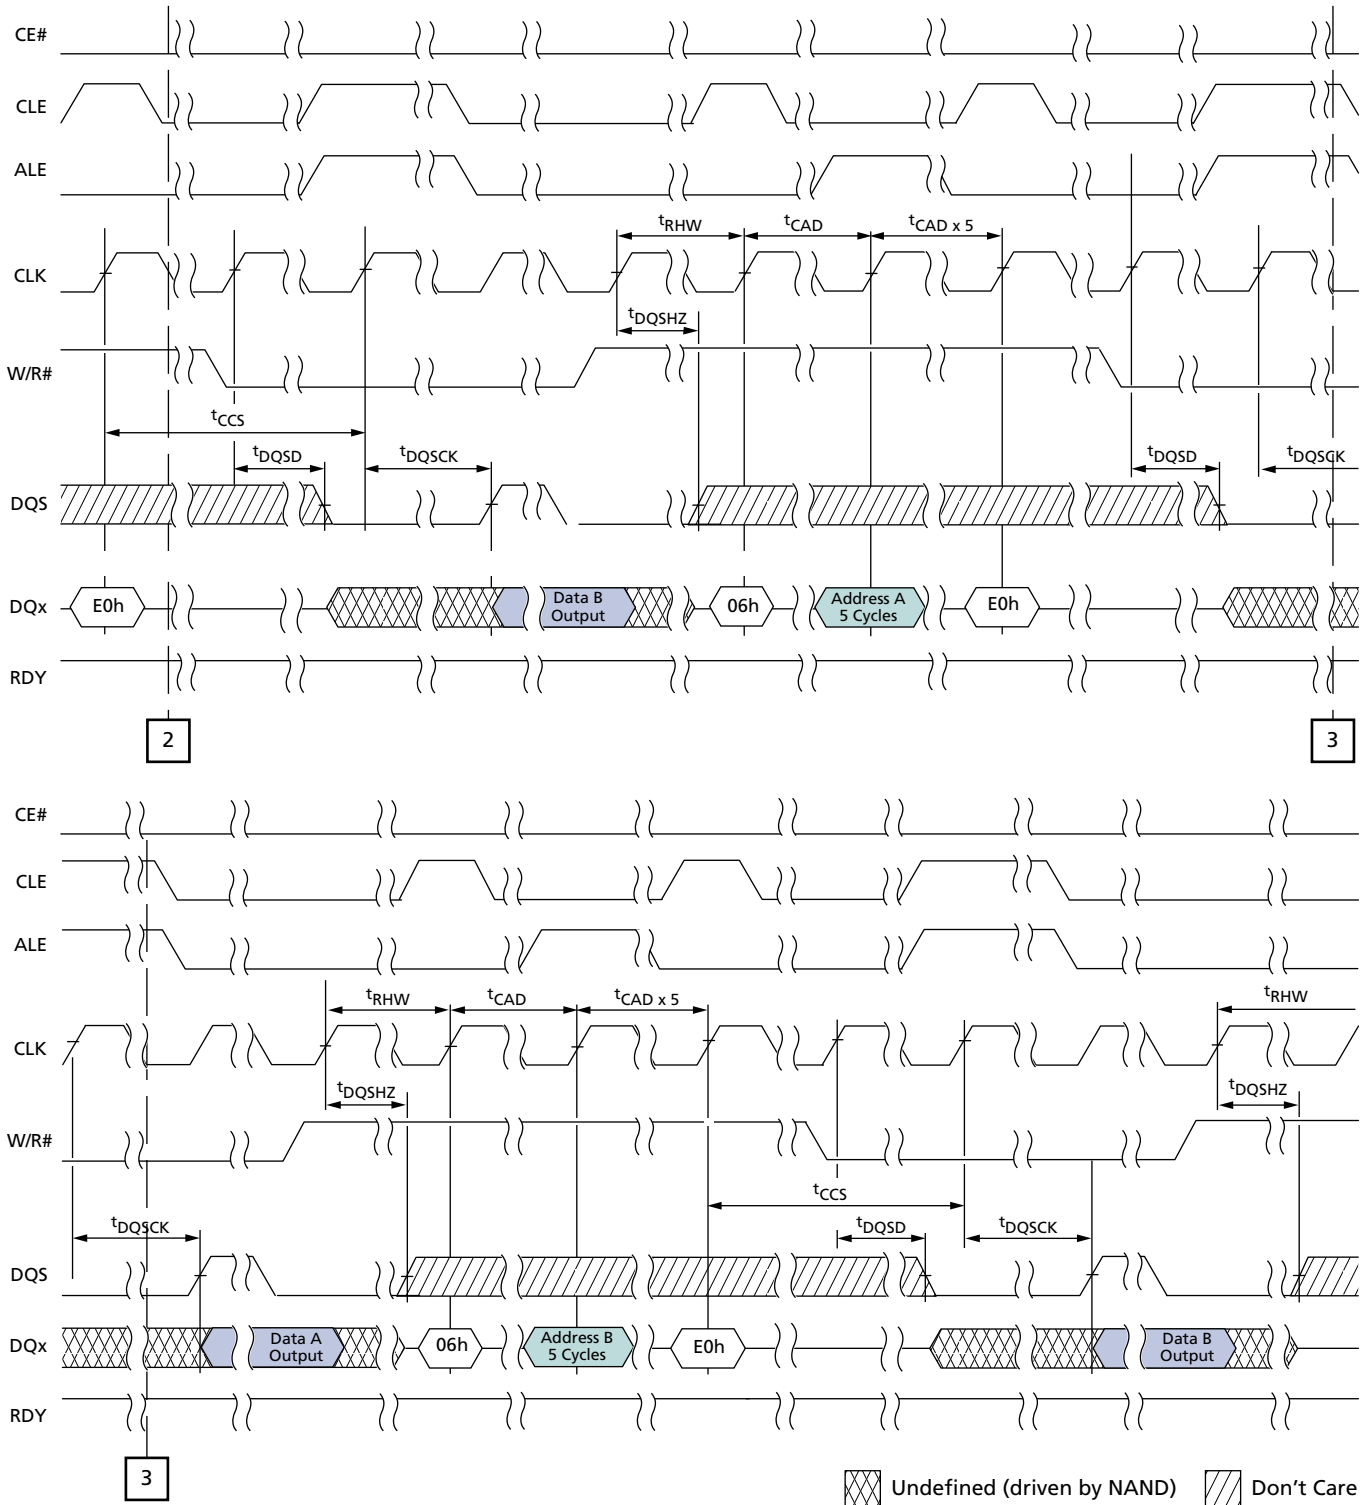 CE#
CLE
ALE
tRHW tCAD tCAD x 5
CLK
tDQSHZ
W/R#
tCCS
tDQSD tDQSCK tDQSD tDQSCK
DQS
DQx E0h Data B Output 06h Address A 5 Cycles E0h
RDY
2 3
CE#
CLE
ALE
tRHW tCAD tCAD x 5 tRHW
CLK
tDQSHZ tDQSHZ
W/R#
tCCS
tDQSCK tDQSD tDQSCK
DQS
DQx Data A Output 06h Address B 5 Cycles E0h Data B Output
RDY
3
Undefined (driven by NAND) Don't Care